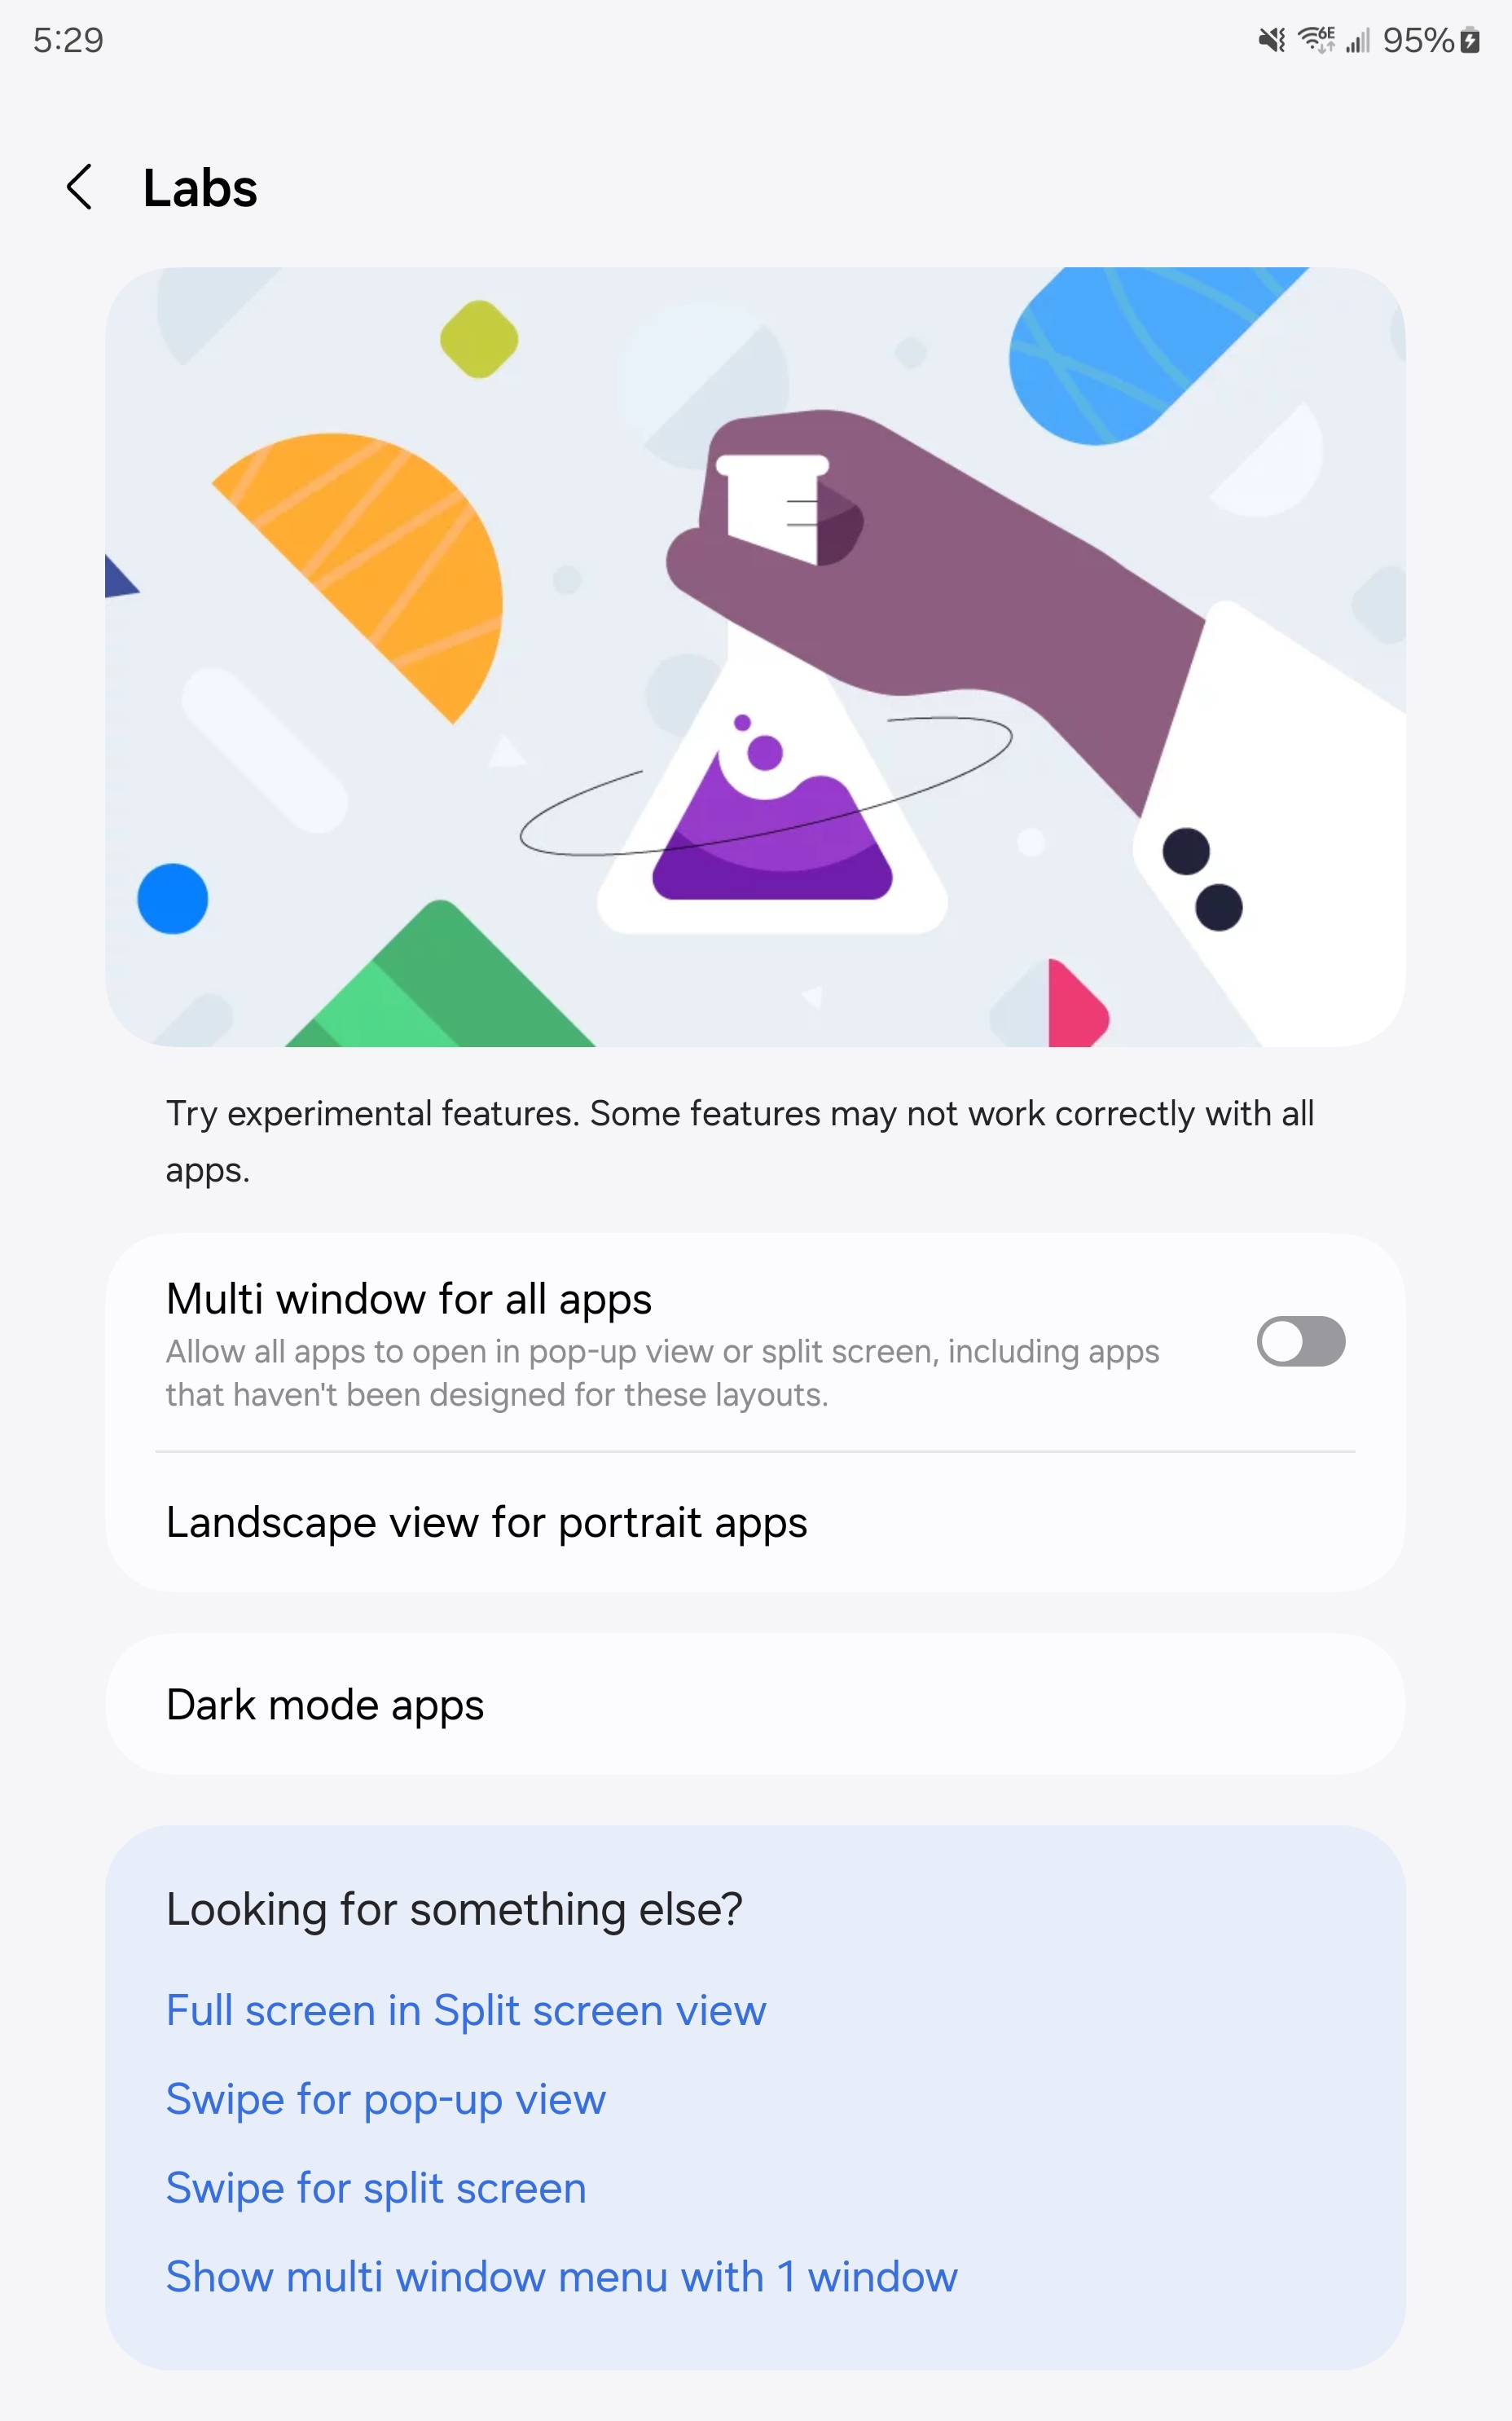 5:29
6E
95%
Labs
Try experimental features. Some features may not work correctly with all
apps.
Multi window for all apps
Allow all apps to open in pop-up view or split screen, including apps
that haven't been designed for these layouts.
Landscape view for portrait apps
Dark mode apps
Looking for something else?
Full screen in Split screen view
Swipe for pop-up view
Swipe for split screen
Show multi window menu with 1 window